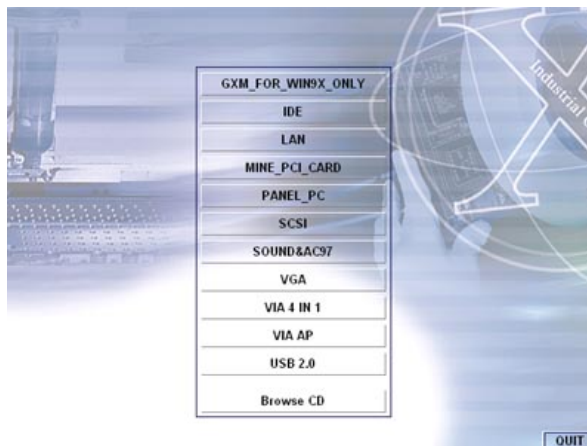 GXM_FOR_WIN9X_ONLY
IDE
LAN
MINE_PCI_CARD
PANEL_PC
SCSI
SOUND&AC97
VGA
VIA 4 IN 1
VIA AP
USB 2.0
Browse CD
Industrial
QUIT